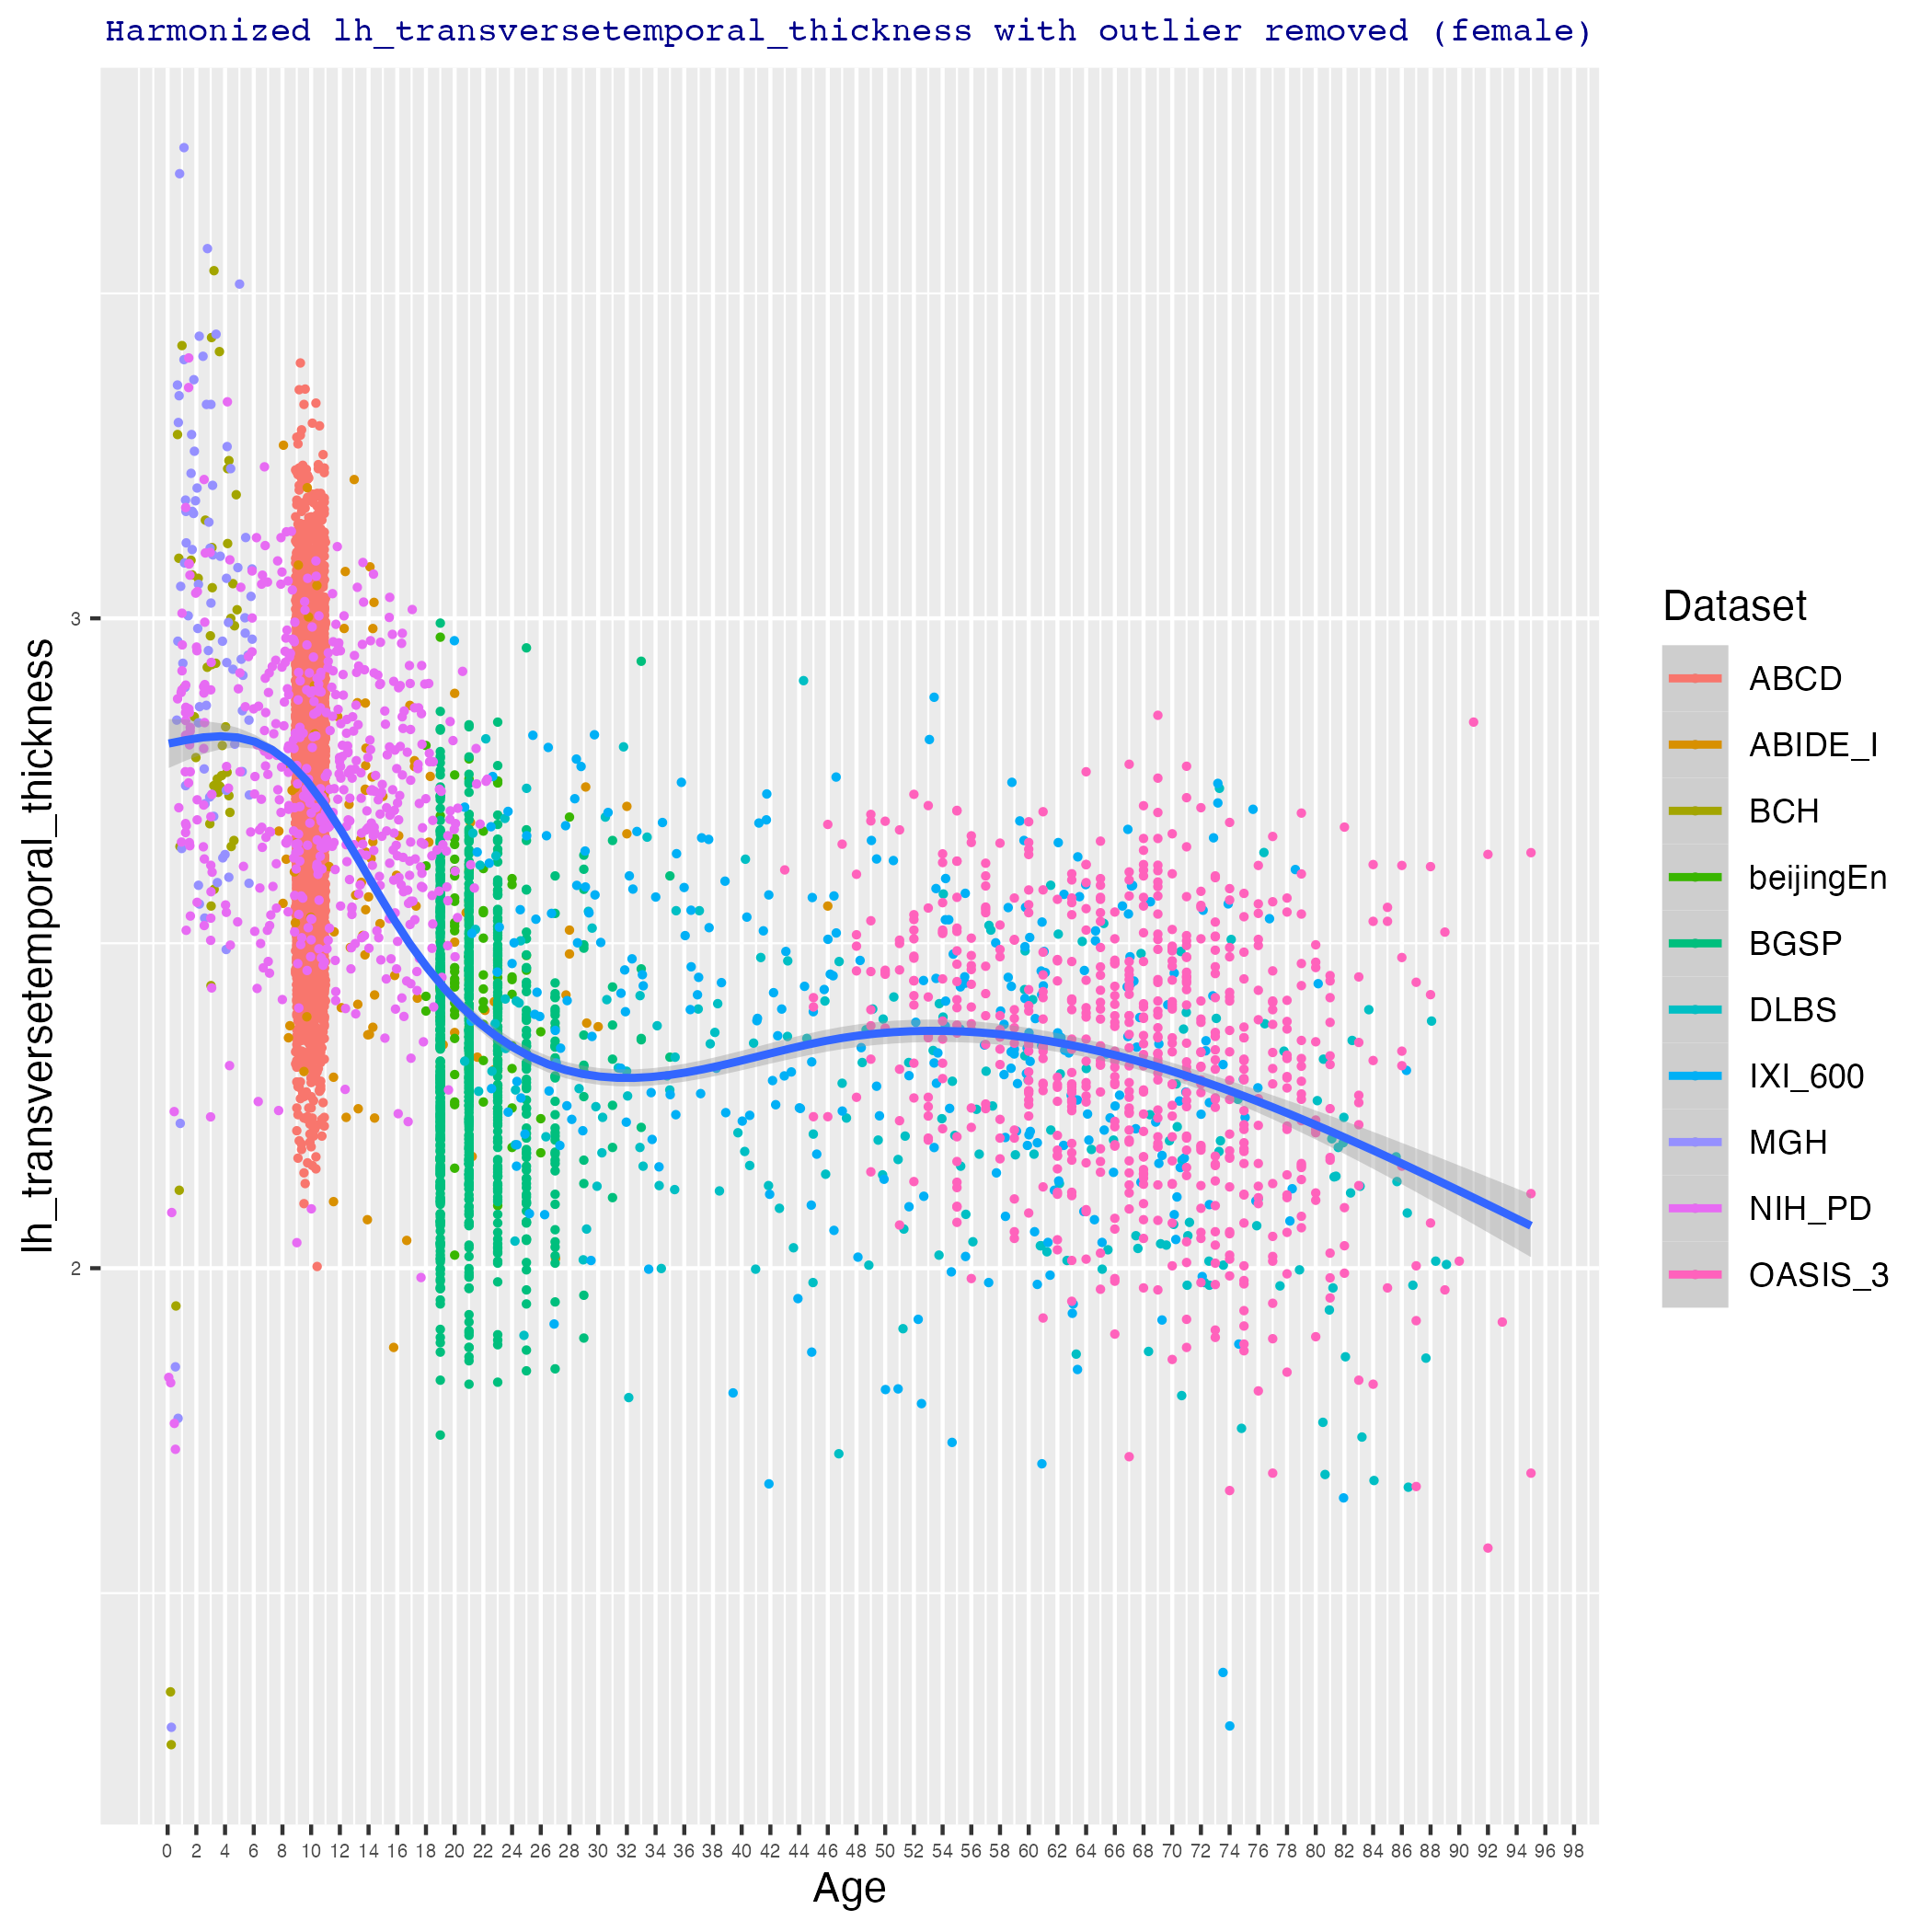 Harmonized lh_transversetemporal_thickness with outlier removed (female)
lh_transversetemporal_thickness
3
2
0 2 4 6 8 10 12 14 16 18 20 22 24 26 28 30 32 34 36 38 40 42 44 46 48 50 52 54 56 58 60 62 64 66 68 70 72 74 76 78 80 82 84 86 88 90 92 94 96 98
Age
Dataset
ABCD
ABIDE_I
BCH
beijingEn
BGSP
DLBS
IXI_600
MGH
NIH_PD
OASIS_3